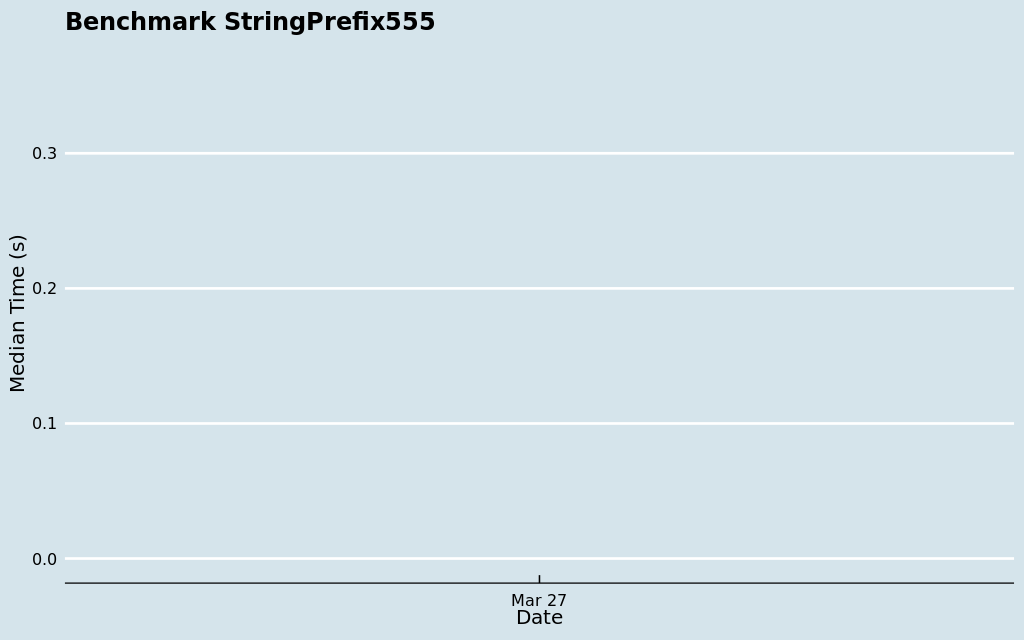 Benchmark StringPrefix555
0.3
0.2
0.1
0.0
Median Time (s)
Mar 27
Date